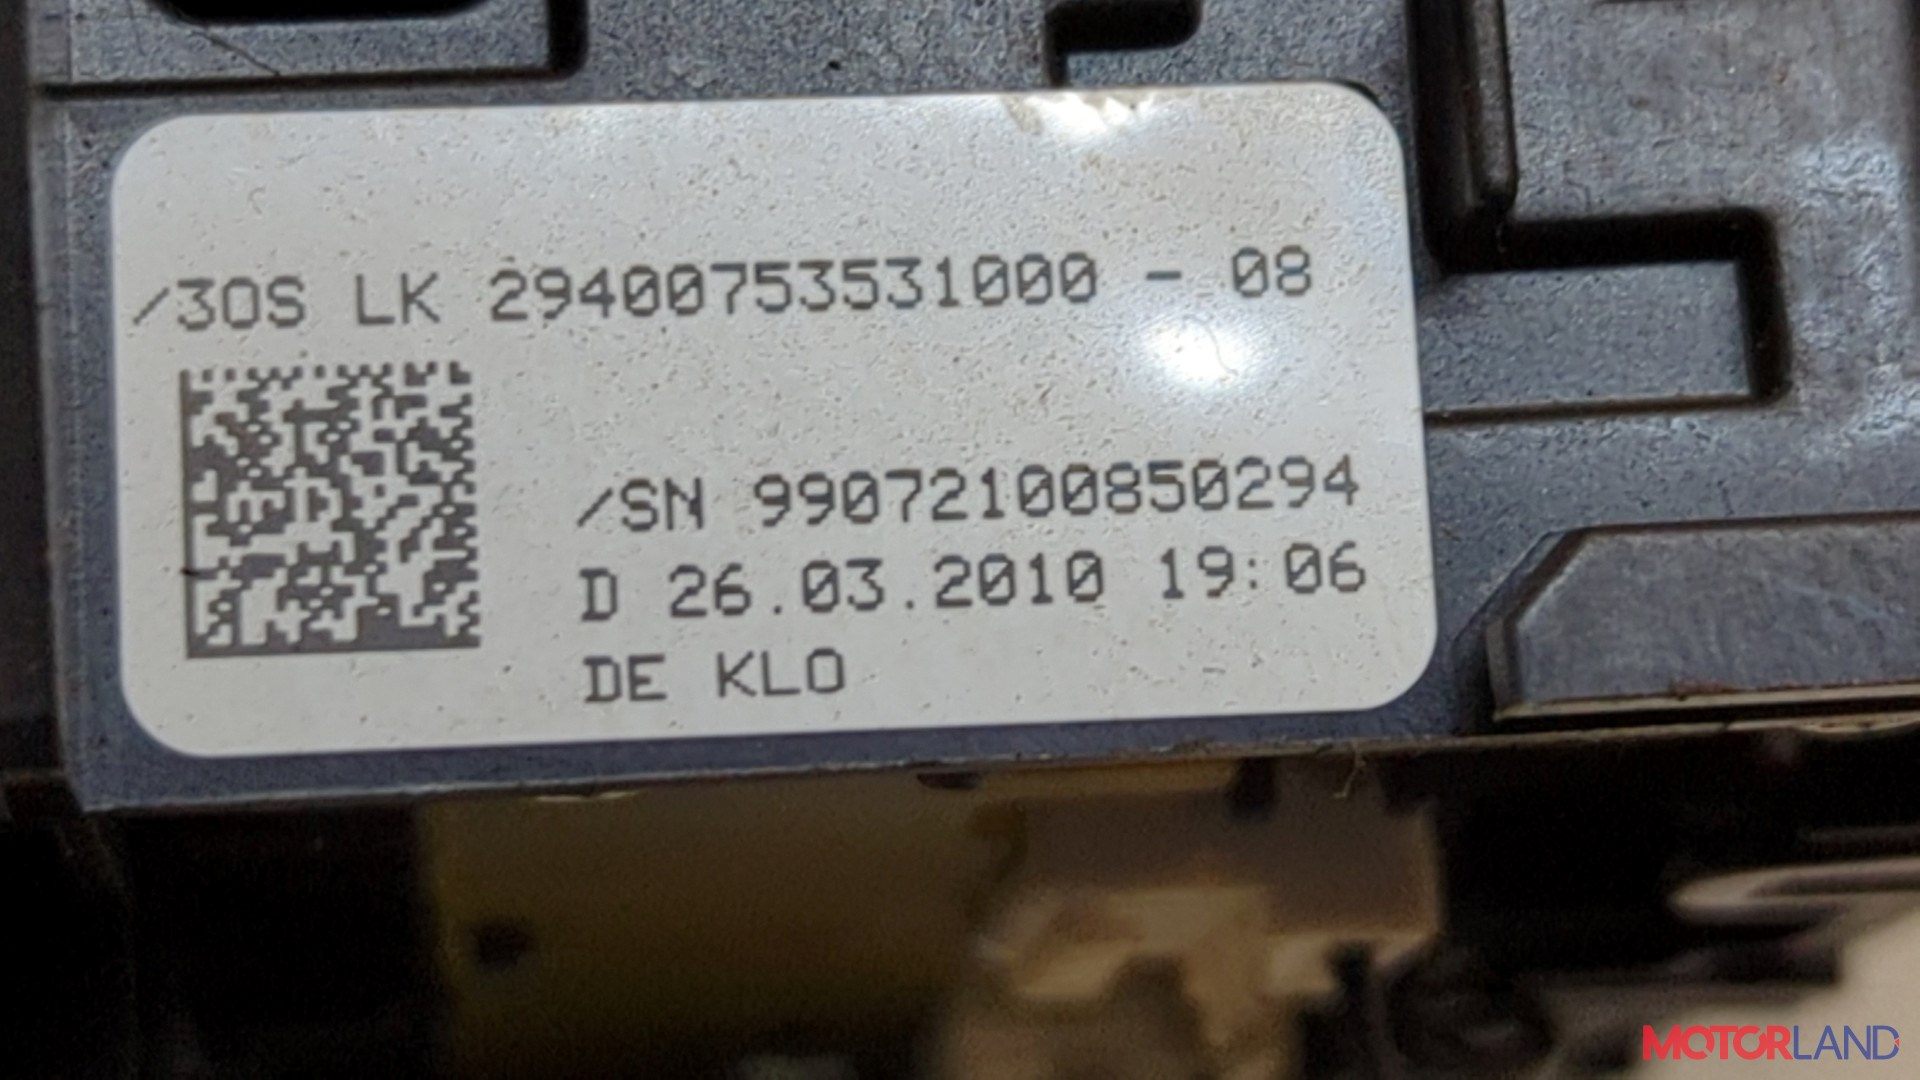 /30S LK 29400753531000 - 08
/SN 99072100850294
D 26.03.2010 19:06
DE KLO
MOTORLAND